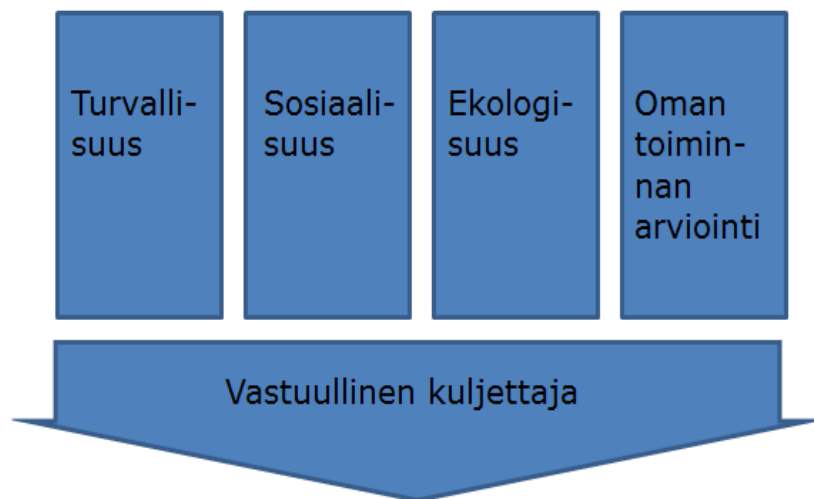 Turvalli-
suus
Sosiaali-
suus
Ekologi-
suus
Oman
toimin-
nan
arviointi
Vastuullinen kuljettaja